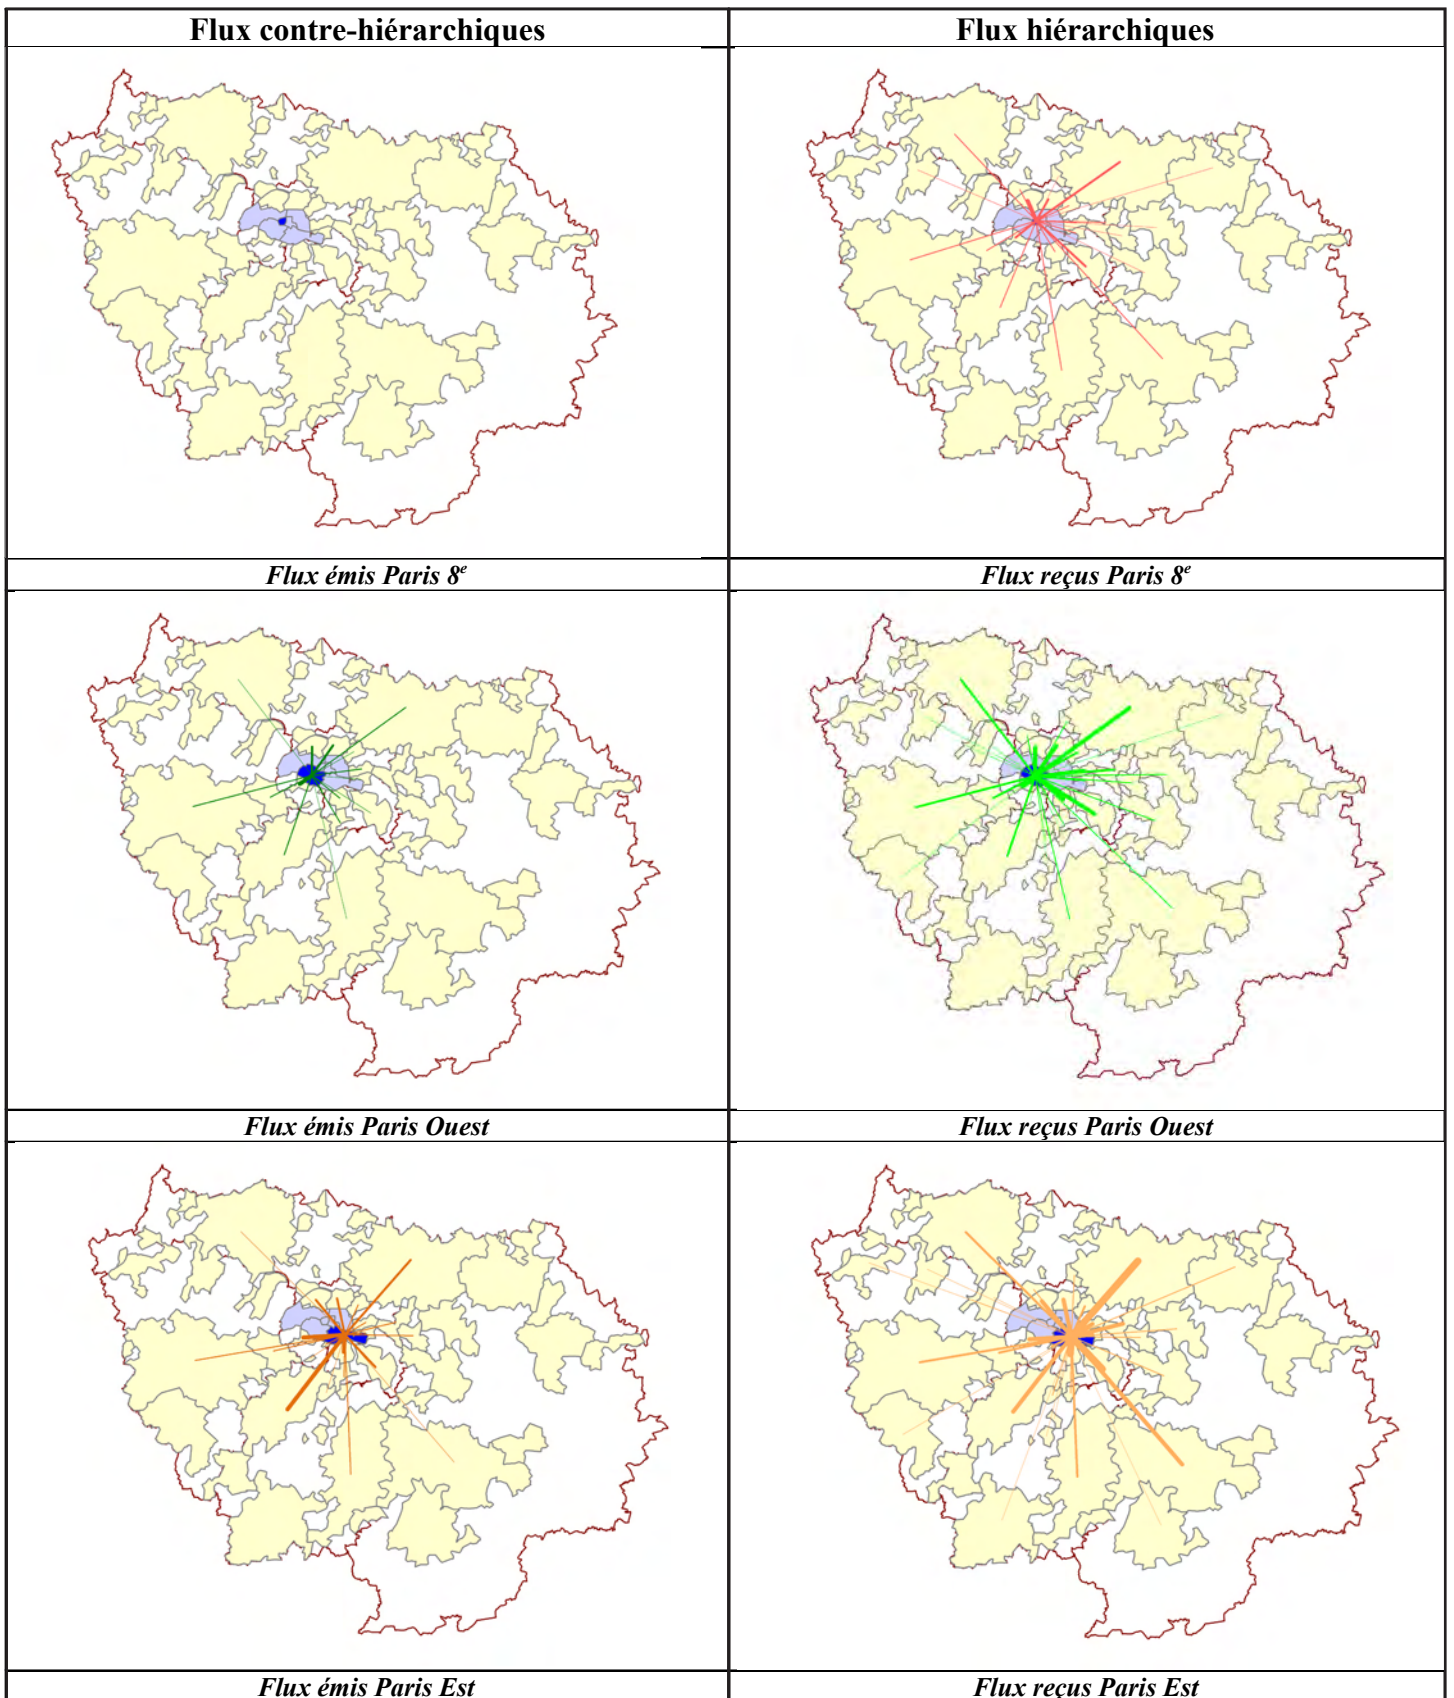 Flux contre-hiérarchiques
Flux hiérarchiques
Flux émis Paris 8e
Flux reçus Paris 8e
Flux émis Paris Ouest
Flux reçus Paris Ouest
Flux émis Paris Est
Flux reçus Paris Est